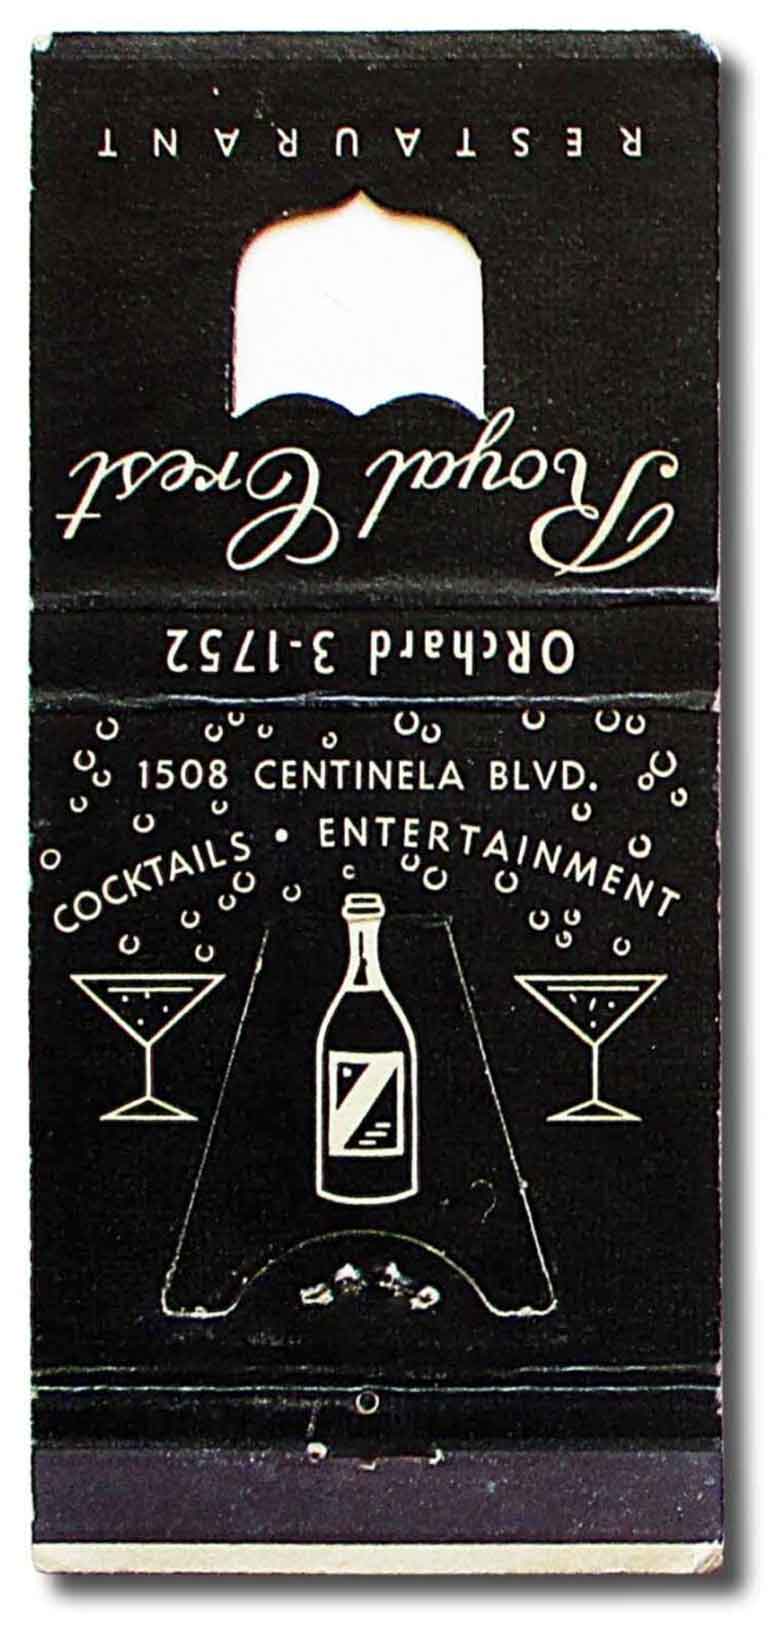 Royal Crest
RESTAURANT
ORchard 3-1752
1508 CENTINELA BLVD.
COCKTAILS • ENTERTAINMENT